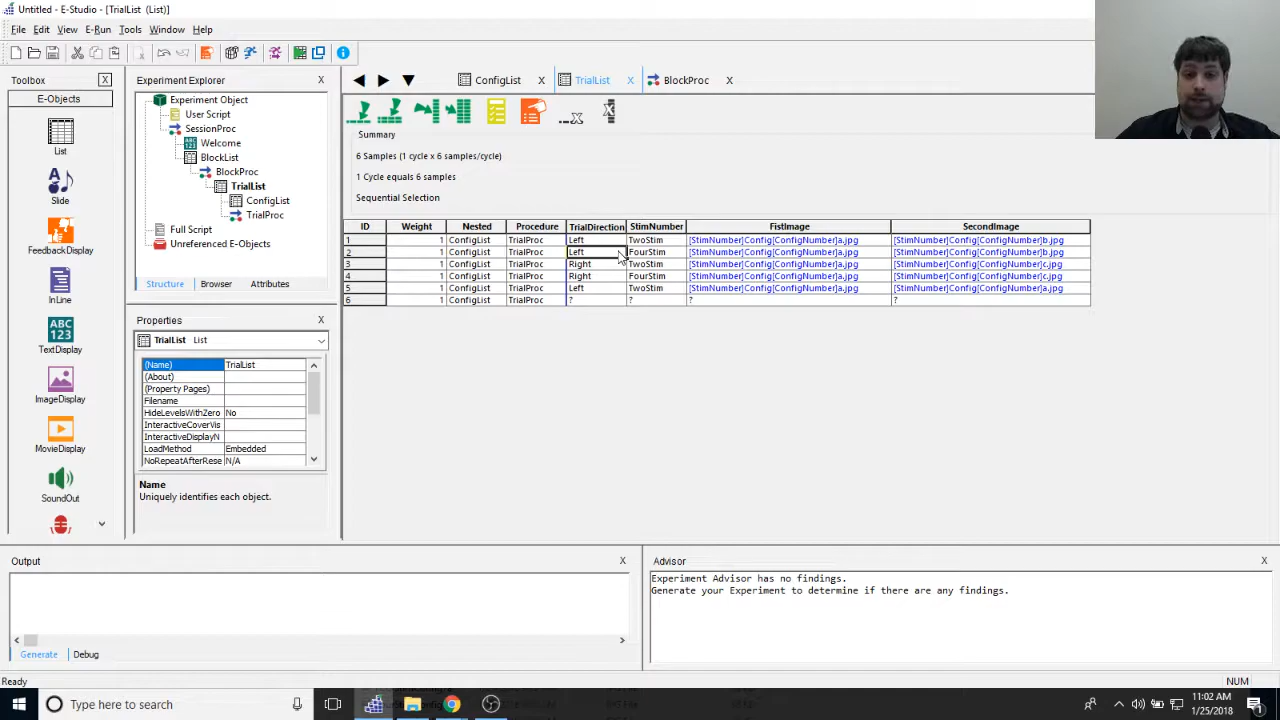 Untitled - E-Studio - [TrialList (List)]
File Edit View E-Run Tools Window Help
Toolbox X
E-Objects
List
Slide
FeedbackDisplay
InLine
TextDisplay
ImageDisplay
MovieDisplay
SoundOut
Experiment Explorer X
Experiment Object
User Script
SessionProc
Welcome
BlockList
BlockProc
TrialList
ConfigList
TrialProc
Full Script
Unreferenced E-Objects
Structure Browser Attributes
Properties X
TrialList List
(Name) TrialList
(About)
(Property Pages)
Filename
HideLevelsWithZero No
InteractiveCoverVis
InteractiveDisplayN
LoadMethod Embedded
NoRepeatAfterRese N/A
Name
Uniquely identifies each object.
ConfigList X TrialList X BlockProc X
Summary
6 Samples (1 cycle x 6 samples/cycle)
1 Cycle equals 6 samples
Sequential Selection
ID Weight Nested Procedure TrialDirection StimNumber FistImage SecondImage
1 1 ConfigList TrialProc Left TwoStim [StimNumber]Config[ConfigNumber]a.jpg [StimNumber]Config[ConfigNumber]b.jpg
2 1 ConfigList TrialProc Left FourStim [StimNumber]Config[ConfigNumber]a.jpg [StimNumber]Config[ConfigNumber]b.jpg
3 1 ConfigList TrialProc Right TwoStim [StimNumber]Config[ConfigNumber]a.jpg [StimNumber]Config[ConfigNumber]c.jpg
4 1 ConfigList TrialProc Right FourStim [StimNumber]Config[ConfigNumber]a.jpg [StimNumber]Config[ConfigNumber]c.jpg
5 1 ConfigList TrialProc Left TwoStim [StimNumber]Config[ConfigNumber]a.jpg [StimNumber]Config[ConfigNumber]a.jpg
6 1 ConfigList TrialProc ? ? ? ?
Output X
Generate Debug
Advisor X
Experiment Advisor has no findings.
Generate your Experiment to determine if there are any findings.
Ready NUM
Type here to search
11:02 AM
1/25/2018